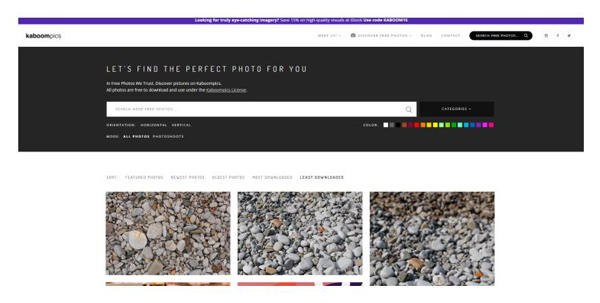 Looking for truly eye-catching imagery? Save 15% on high-quality visuals at iStock Use code KABOOM15
kaboompics
MEET US! DISCOVER FREE PHOTOS BLOG CONTACT SEARCH FREE PHOTOS...
LET'S FIND THE PERFECT PHOTO FOR YOU
In Free Photos We Trust. Discover pictures on Kaboompics.
All photos are free to download and use under the Kaboompics License.
SEARCH HERE FREE PHOTOS... CATEGORIES
ORIENTATION: HORIZONTAL VERTICAL COLOR:
MODE: ALL PHOTOS PHOTOSHOOTS
SORT: FEATURED PHOTOS NEWEST PHOTOS OLDEST PHOTOS MOST DOWNLOADED LEAST DOWNLOADED